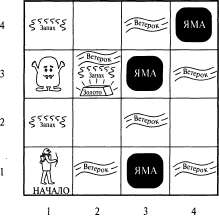 4 Запах Ветерок ЯМА
3 Ветерок Запах Золото ЯМА Ветерок
2 Запах Ветерок
1 НАЧАЛО Ветерок ЯМА Ветерок
1 2 3 4